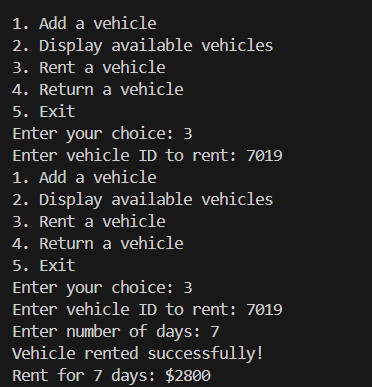 1. Add a vehicle
2. Display available vehicles
3. Rent a vehicle
4. Return a vehicle
5. Exit
Enter your choice: 3
Enter vehicle ID to rent: 7019
1. Add a vehicle
2. Display available vehicles
3. Rent a vehicle
4. Return a vehicle
5. Exit
Enter your choice: 3
Enter vehicle ID to rent: 7019
Enter number of days: 7
Vehicle rented successfully!
Rent for 7 days: $2800